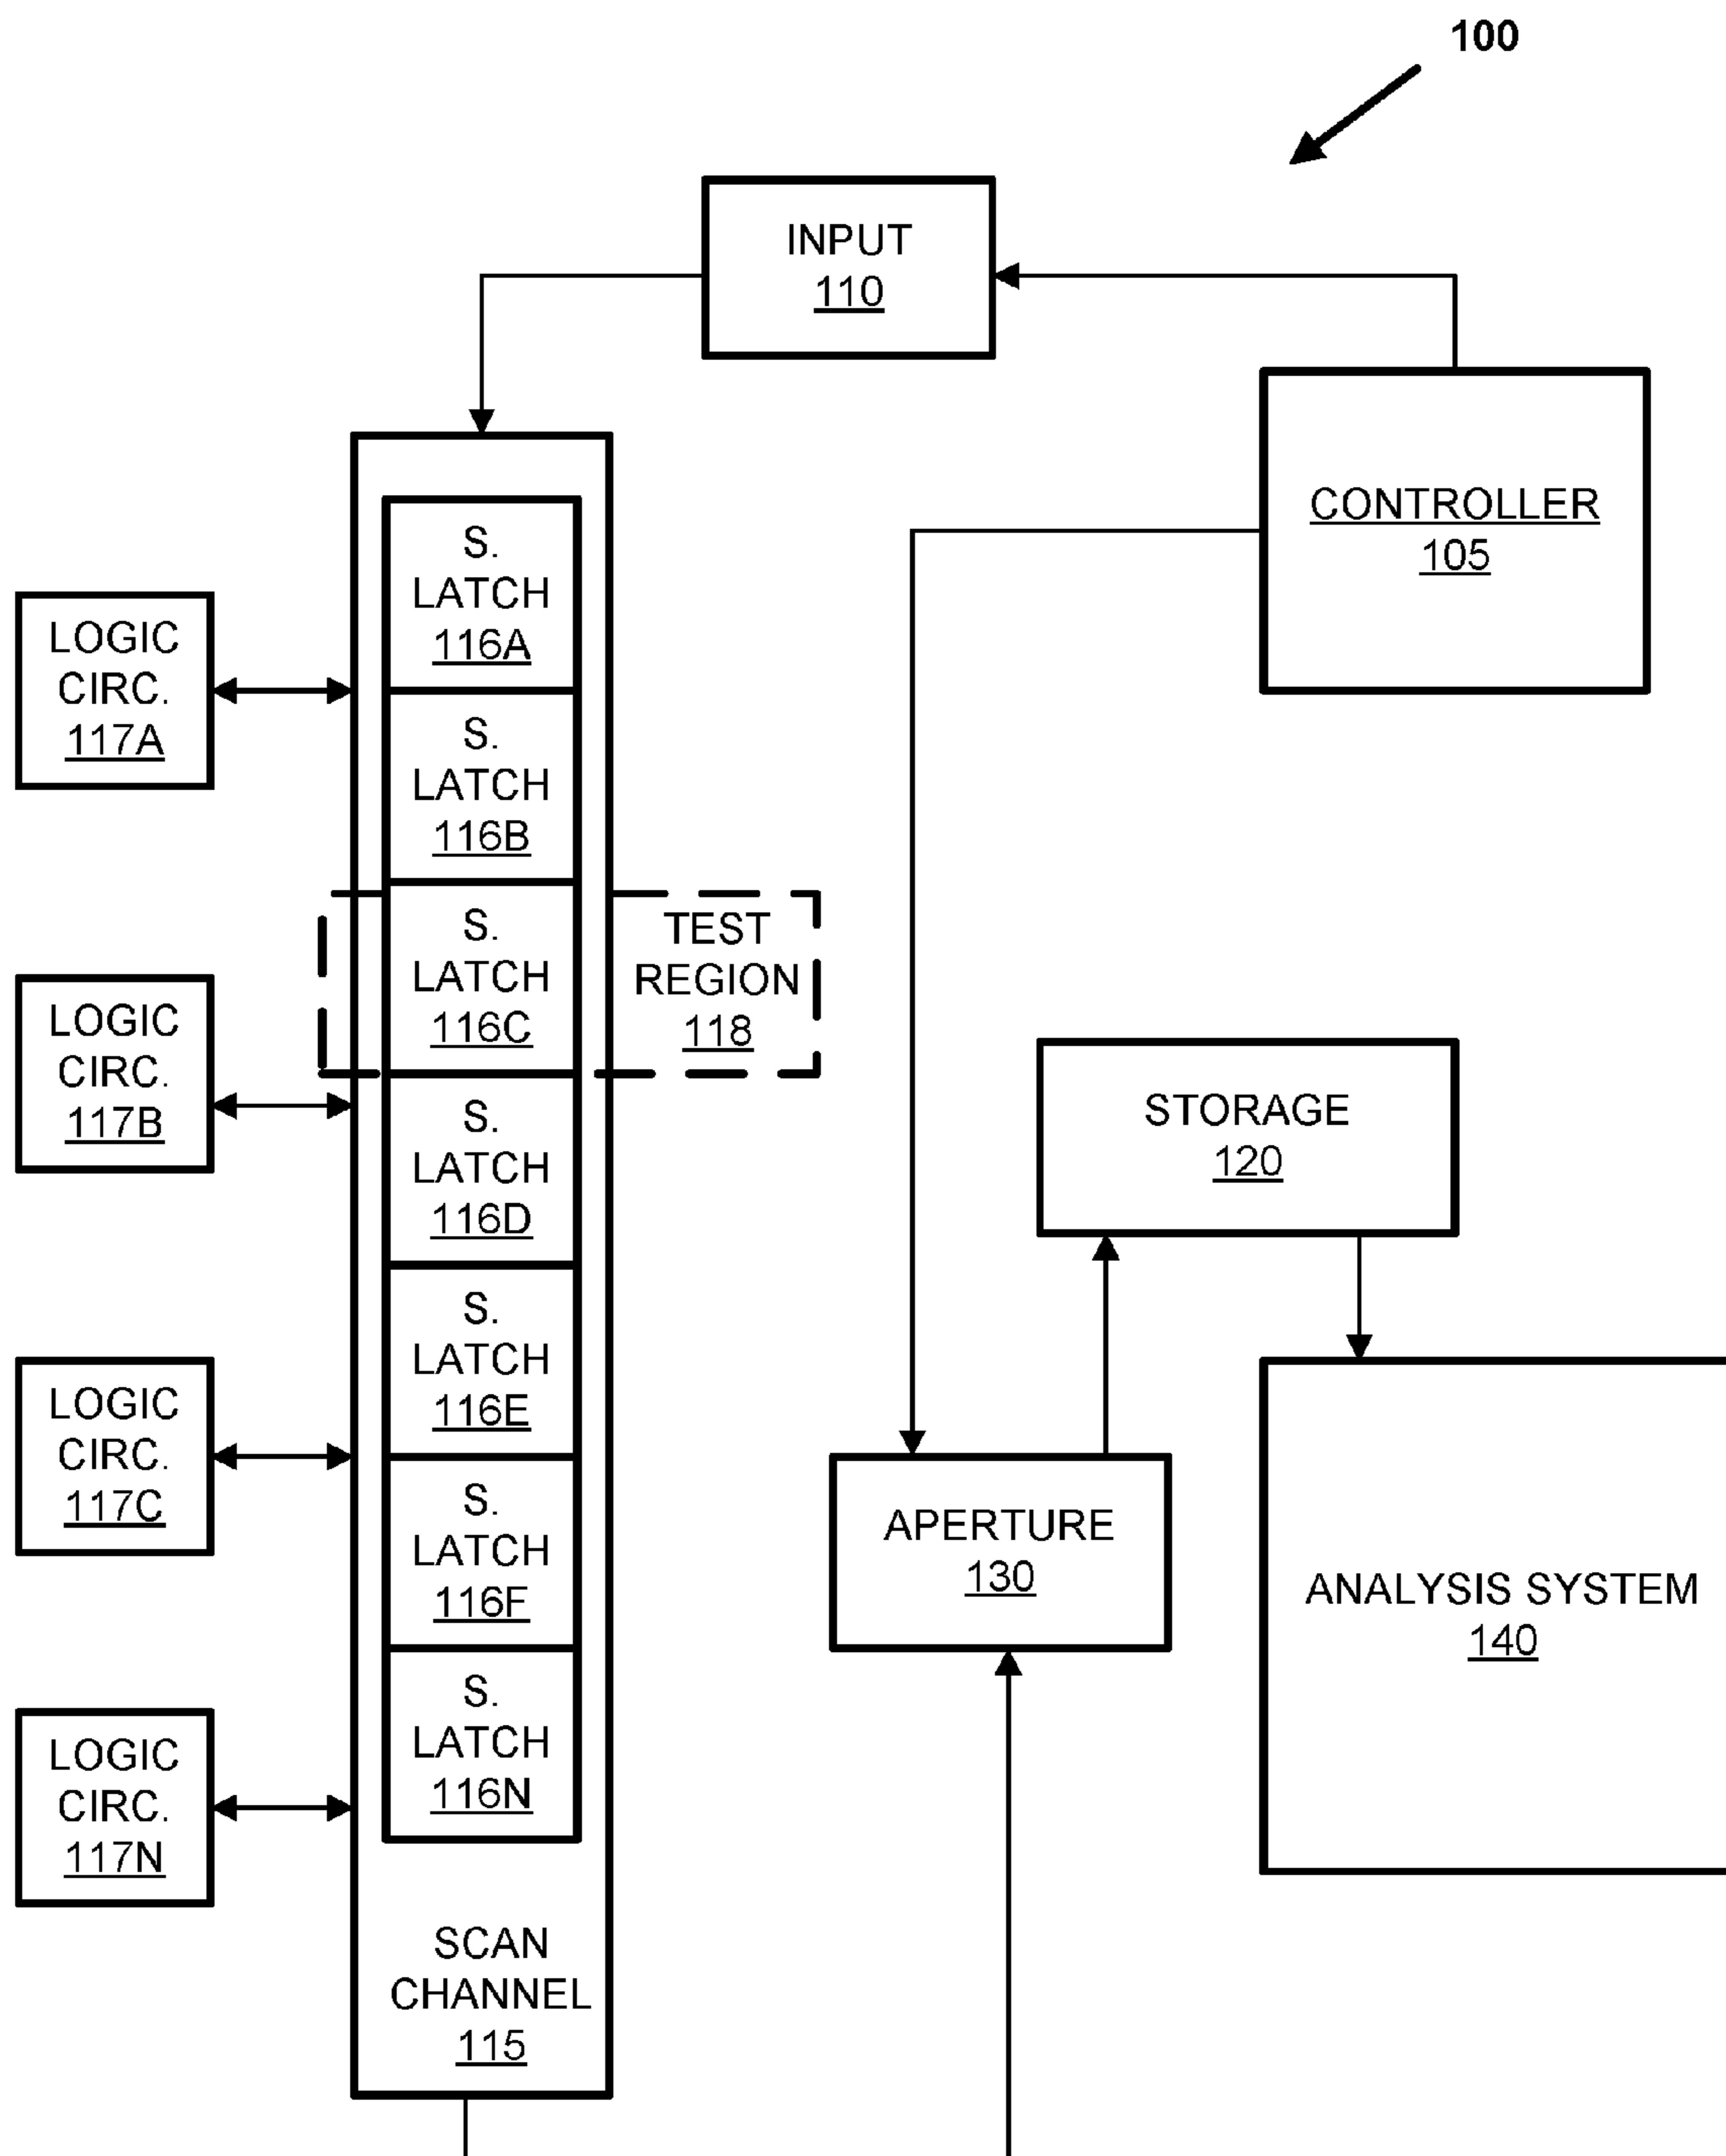 100
INPUT
110
CONTROLLER
105
S.
LATCH
116A
LOGIC
CIRC.
117A
S.
LATCH
116B
S.
LATCH
116C
TEST
REGION
118
LOGIC
CIRC.
117B
S.
LATCH
116D
STORAGE
120
S.
LATCH
116E
LOGIC
CIRC.
117C
S.
LATCH
116F
APERTURE
130
ANALYSIS SYSTEM
140
S.
LATCH
116N
LOGIC
CIRC.
117N
SCAN
CHANNEL
115